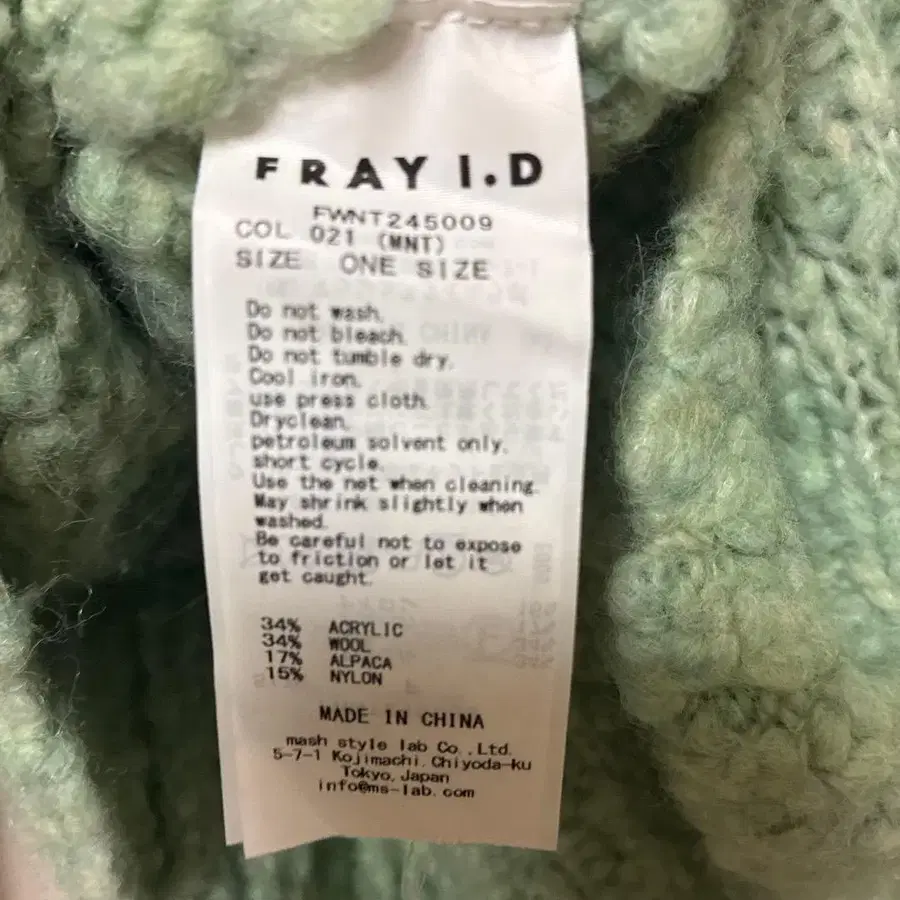 FRAY I.D
FWNT245009
COL 021 (MNT)
SIZE ONE SIZE
Do not wash.
Do not bleach.
Do not tumble dry.
Cool iron.
use press cloth.
Dryclean.
petroleum solvent only.
short cycle.
Use the net when cleaning.
May shrink slightly when
washed.
Be careful not to expose
to friction or let it
get caught.
34% ACRYLIC
34% WOOL
17% ALPACA
15% NYLON
MADE IN CHINA
mash style lab Co.,Ltd.
5-7-1 Kojimachi,Chiyoda-ku
Tokyo,Japan
info@ms-lab.com